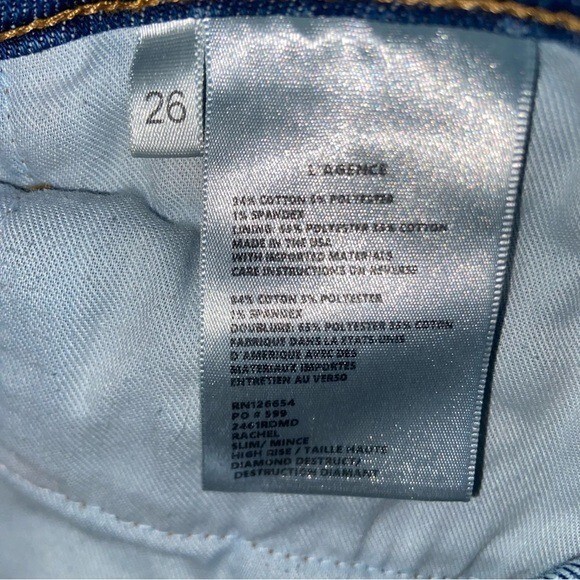 26
L'AGENCE
94% COTTON 5% POLYESTER
1% SPANDEX
LINING: 65% POLYESTER 35% COTTON
MADE IN THE USA
WITH IMPORTED MATERIALS
CARE INSTRUCTIONS ON REVERSE
94% COTTON 5% POLYESTER
1% SPANDEX
DOUBLURE: 65% POLYESTER 35% COTTON
FABRIQUE DANS LA ETATS UNIS
D'AMERIQUE AVEC DES
MATERIAUX IMPORTES
ENTRETIEN AU VERSO
RN126654
PO # 599
2461RDMD
RACHEL
SLIM/ MINCE
HIGH RISE / TAILLE HAUTE
DIAMOND DESTRUCT/
DESTRUCTION DIAMANT